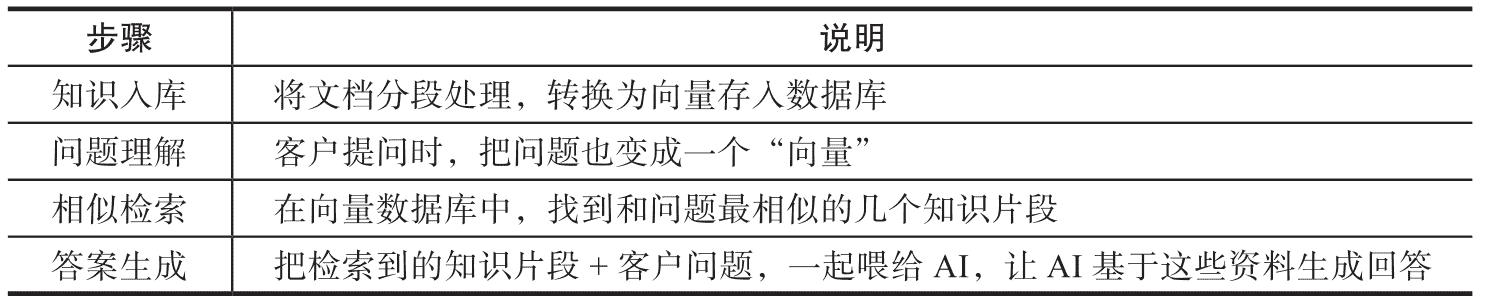 步骤 说明
知识入库 将文档分段处理，转换为向量存入数据库
问题理解 客户提问时，把问题也变成一个“向量”
相似检索 在向量数据库中，找到和问题最相似的几个知识片段
答案生成 把检索到的知识片段 + 客户问题，一起喂给 AI，让 AI 基于这些资料生成回答